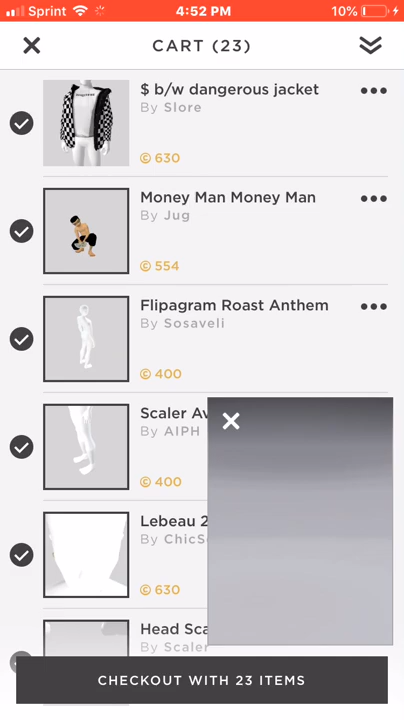 Sprint 4:52 PM 10%
CART (23)
$ b/w dangerous jacket
By Slore
630
Money Man Money Man
By Jug
554
Flipagram Roast Anthem
By Sosaveli
400
Scaler Av
By AIPH
400
Lebeau 2
By ChicS
630
Head Sca
By Scaler
CHECKOUT WITH 23 ITEMS